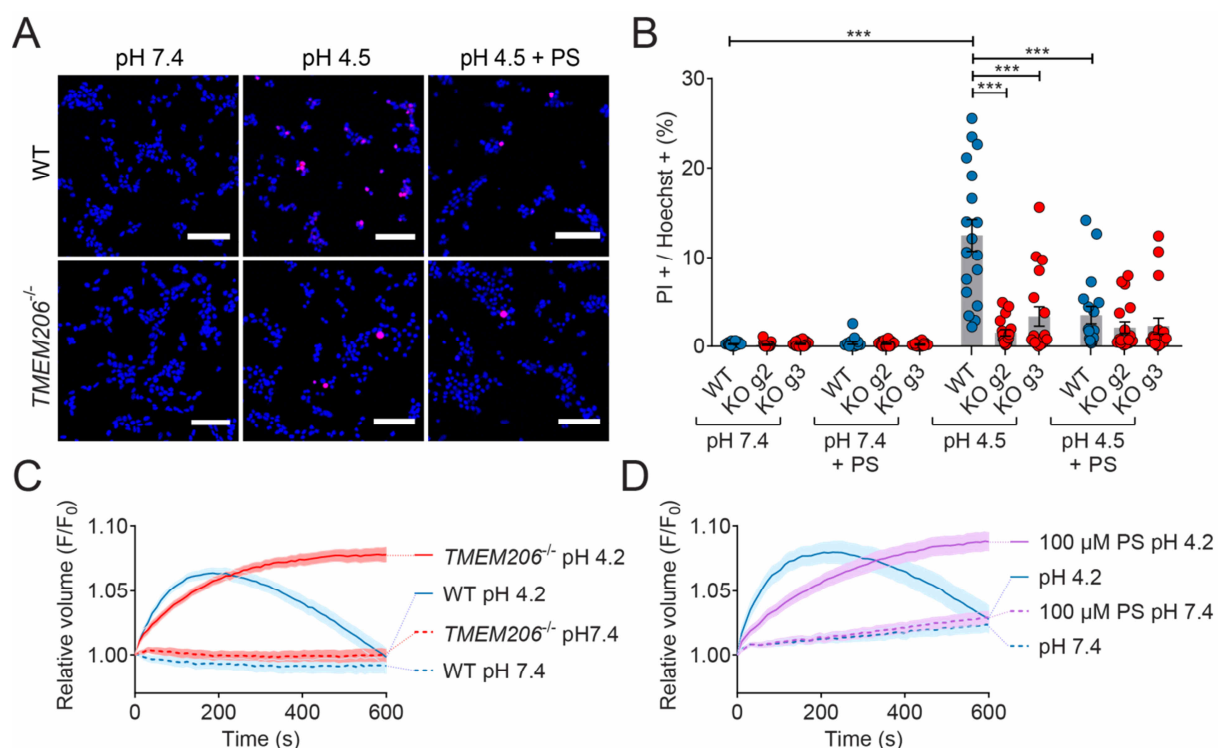 A
pH 7.4
pH 4.5
pH 4.5 + PS
WT
TMEM206-/-
B
PI + / Hoechst + (%)
30
20
10
0
***
***
***
***
WT
KO g2
KO g3
WT
KO g2
KO g3
WT
KO g2
KO g3
WT
KO g2
KO g3
pH 7.4
pH 7.4
+ PS
pH 4.5
pH 4.5
+ PS
C
Relative volume (F/F0)
1.10
1.05
1.00
0
200
400
600
Time (s)
TMEM206-/- pH 4.2
WT pH 4.2
TMEM206-/- pH7.4
WT pH 7.4
D
Relative volume (F/F0)
1.10
1.05
1.00
0
200
400
600
Time (s)
100 µM PS pH 4.2
pH 4.2
100 µM PS pH 7.4
pH 7.4